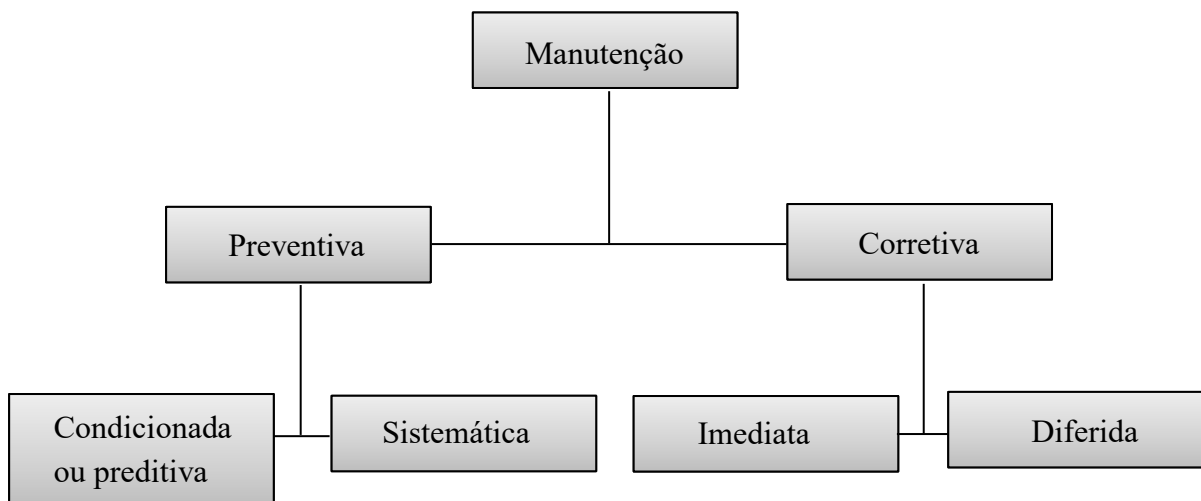 Manutenção
Preventiva
Corretiva
Condicionada
ou preditiva
Sistemática
Imediata
Diferida